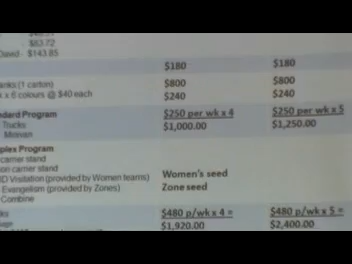 $83.72
David - $143.85
$180 $180
(1 carton) $800 $800
x 6 colours @ $40 each $240 $240
Program $250 per wk x 4 $250 per wk x 5
Trucks $1,000.00 $1,250.00
Minivan
Program
carrier stand
carrier stand
Visitation (provided by Women teams) Women's seed
Evangelism (provided by Zones) Zone seed
Combine
$480 p/wk x 4 = $480 p/wk x 5 =
$1,920.00 $2,400.00